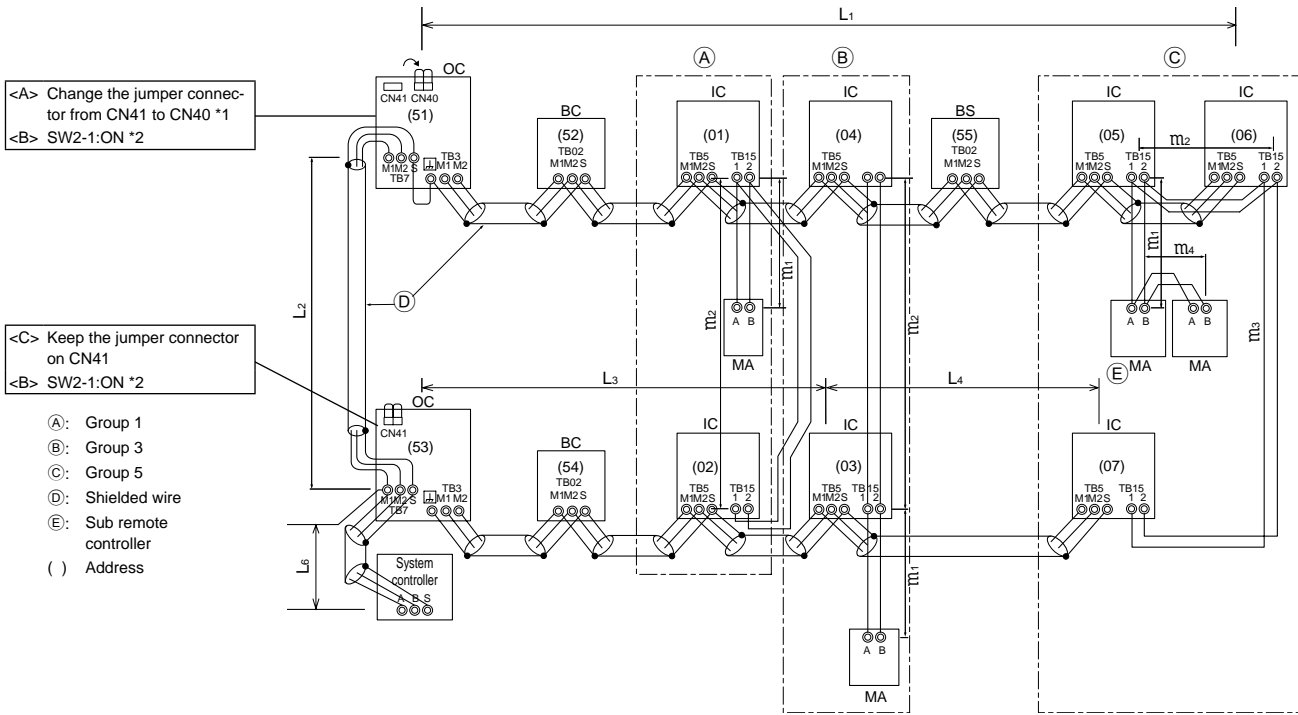 L1
A
B
C
OC
<A> Change the jumper connec-
tor from CN41 to CN40 *1
<B> SW2-1:ON *2
CN41 CN40
(51)
M1M2 S
TB7
TB3
M1 M2
BC
(52)
TB02
M1M2 S
IC
(01)
TB5
M1M2S
TB15
1 2
IC
(04)
TB5
M1M2S
TB15
1 2
BS
(55)
TB02
M1M2 S
IC
(05)
TB5
M1M2S
TB15
1 2
m2
IC
(06)
TB5
M1M2S
TB15
1 2
L2
D
m2
m1
A B
MA
m2
m1
m4
m3
A B
MA
A B
MA
E
<C> Keep the jumper connector
on CN41
<B> SW2-1:ON *2
L3
L4
OC
CN41
(53)
M1M2 S
TB7
TB3
M1 M2
BC
(54)
TB02
M1M2 S
IC
(02)
TB5
M1M2S
TB15
1 2
IC
(03)
TB5
M1M2S
TB15
1 2
IC
(07)
TB5
M1M2S
TB15
1 2
A: Group 1
B: Group 3
C: Group 5
D: Shielded wire
E: Sub remote
controller
( ) Address
L6
System
controller
A B S
m1
A B
MA